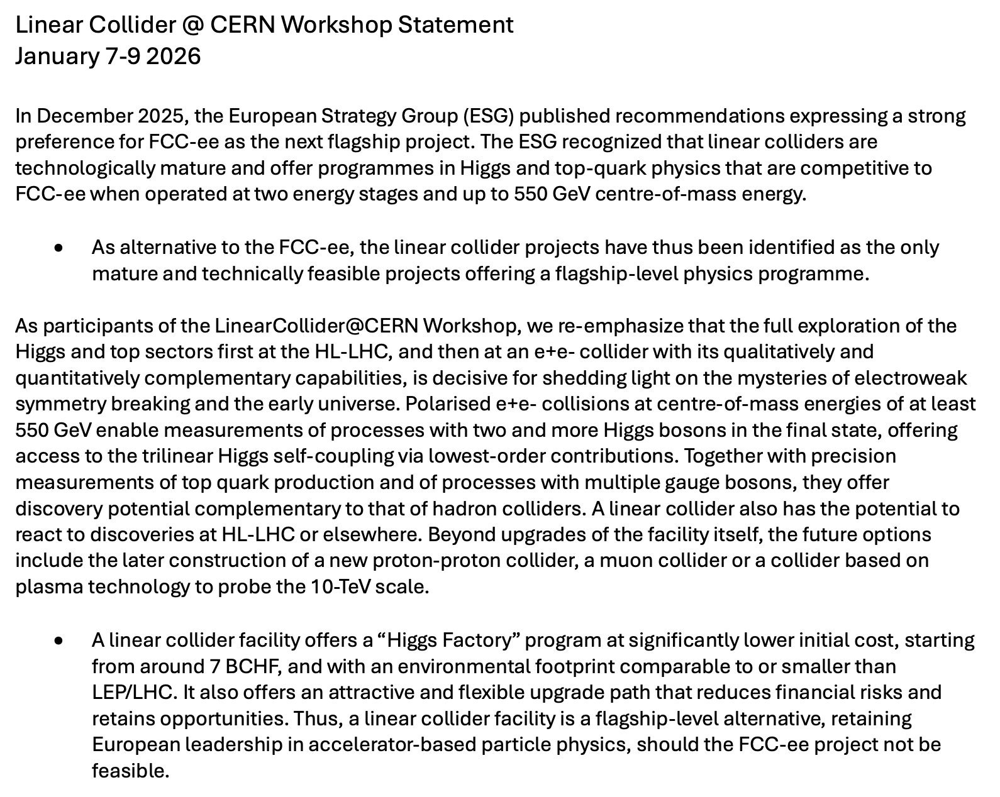 Linear Collider @ CERN Workshop Statement
January 7-9 2026
In December 2025, the European Strategy Group (ESG) published recommendations expressing a strong
preference for FCC-ee as the next flagship project. The ESG recognized that linear colliders are
technologically mature and offer programmes in Higgs and top-quark physics that are competitive to
FCC-ee when operated at two energy stages and up to 550 GeV centre-of-mass energy.
● As alternative to the FCC-ee, the linear collider projects have thus been identified as the only
mature and technically feasible projects offering a flagship-level physics programme.
As participants of the LinearCollider@CERN Workshop, we re-emphasize that the full exploration of the
Higgs and top sectors first at the HL-LHC, and then at an e+e- collider with its qualitatively and
quantitatively complementary capabilities, is decisive for shedding light on the mysteries of electroweak
symmetry breaking and the early universe. Polarised e+e- collisions at centre-of-mass energies of at least
550 GeV enable measurements of processes with two and more Higgs bosons in the final state, offering
access to the trilinear Higgs self-coupling via lowest-order contributions. Together with precision
measurements of top quark production and of processes with multiple gauge bosons, they offer
discovery potential complementary to that of hadron colliders. A linear collider also has the potential to
react to discoveries at HL-LHC or elsewhere. Beyond upgrades of the facility itself, the future options
include the later construction of a new proton-proton collider, a muon collider or a collider based on
plasma technology to probe the 10-TeV scale.
● A linear collider facility offers a “Higgs Factory” program at significantly lower initial cost, starting
from around 7 BCHF, and with an environmental footprint comparable to or smaller than
LEP/LHC. It also offers an attractive and flexible upgrade path that reduces financial risks and
retains opportunities. Thus, a linear collider facility is a flagship-level alternative, retaining
European leadership in accelerator-based particle physics, should the FCC-ee project not be
feasible.